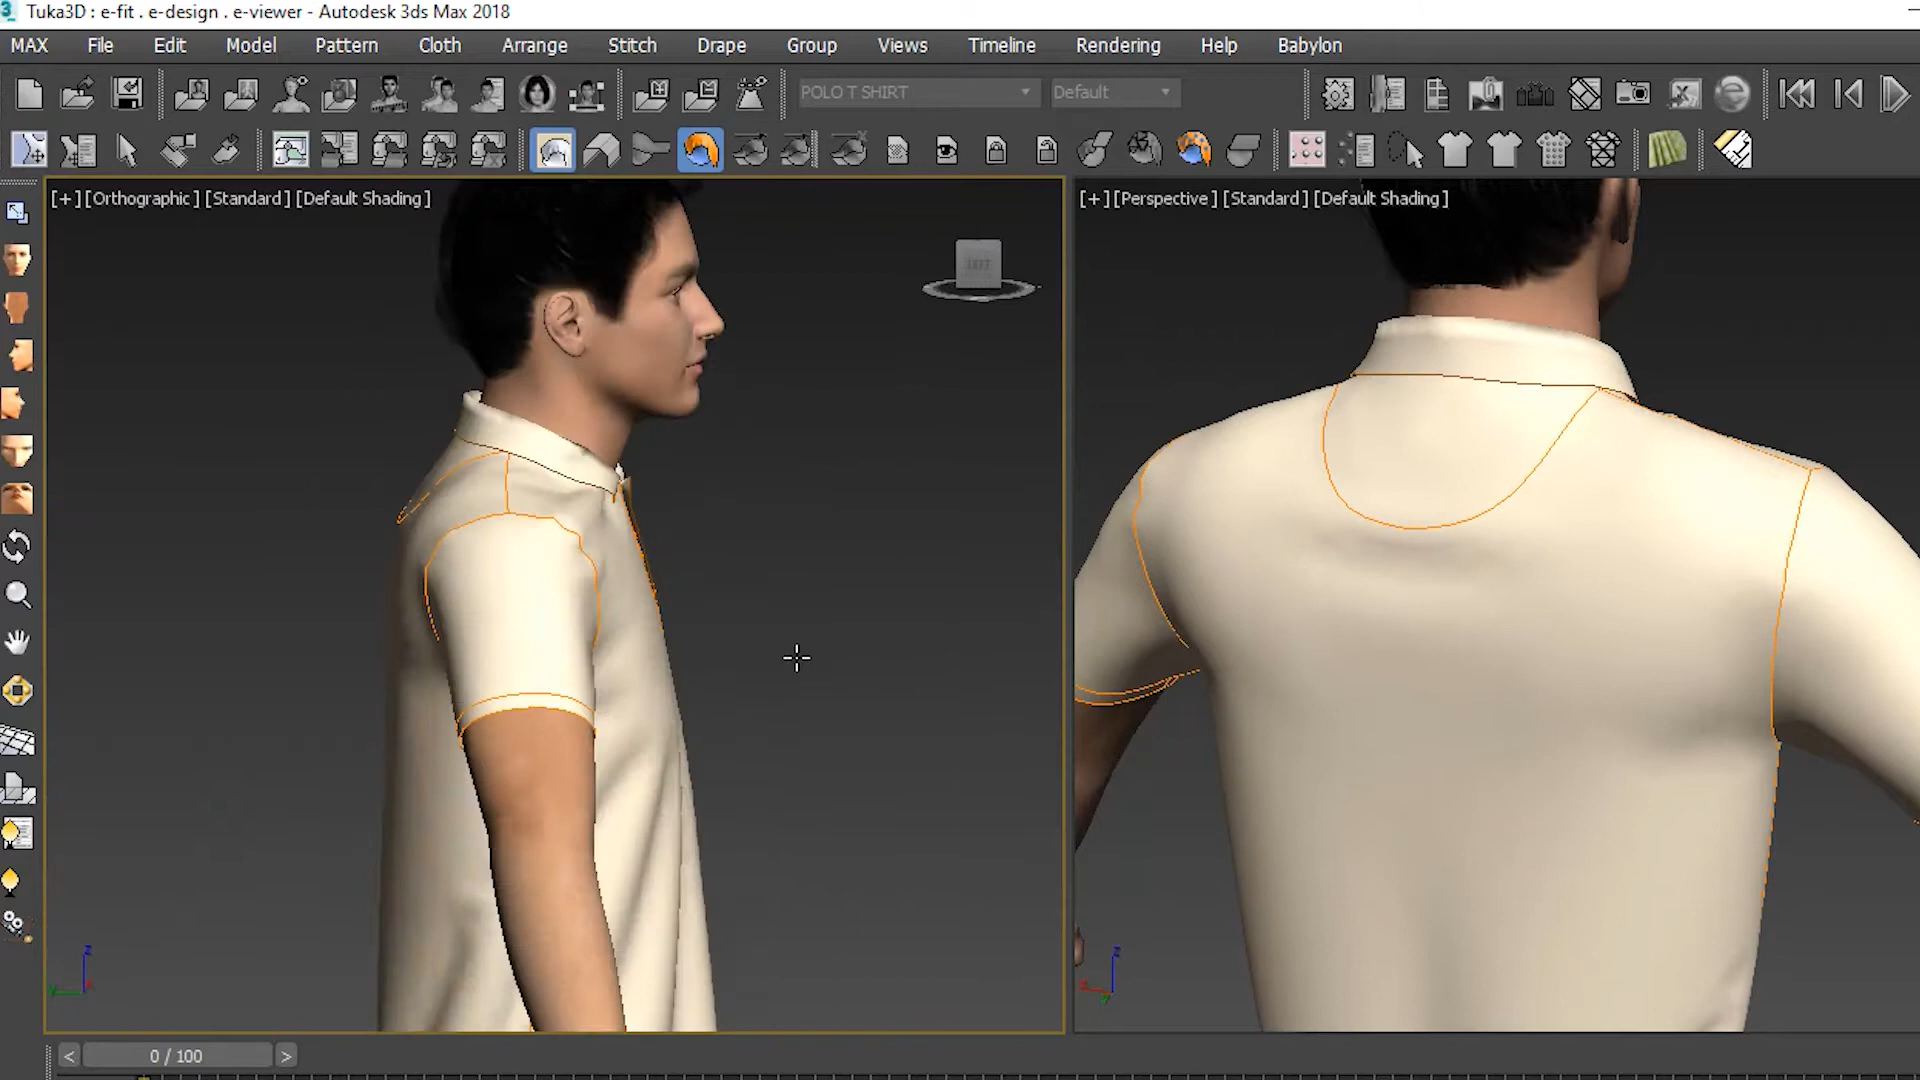 Tuka3D : e-fit . e-design . e-viewer - Autodesk 3ds Max 2018
MAX File Edit Model Pattern Cloth Arrange Stitch Drape Group Views Timeline Rendering Help Babylon
POLO T SHIRT Default
[+] [Orthographic] [Standard] [Default Shading]
[+] [Perspective] [Standard] [Default Shading]
LEFT
z
z
x
y
< 0 / 100 >